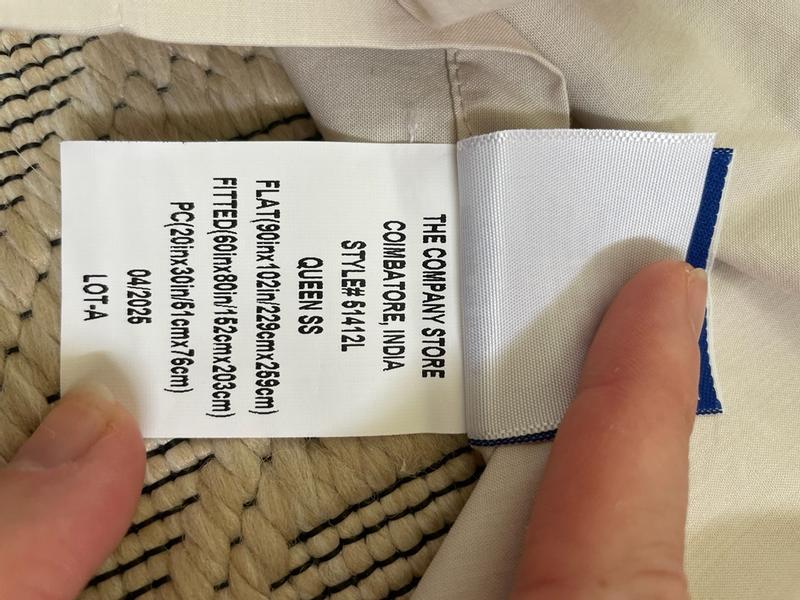 THE COMPANY STORE
COIMBATORE, INDIA
STYLE# 61412L
QUEEN SS
FLAT(90inx102in/229cmx259cm)
FITTED(60inx80in/152cmx203cm)
PC(20inx30in/51cmx76cm)
04/2025
LOT-A